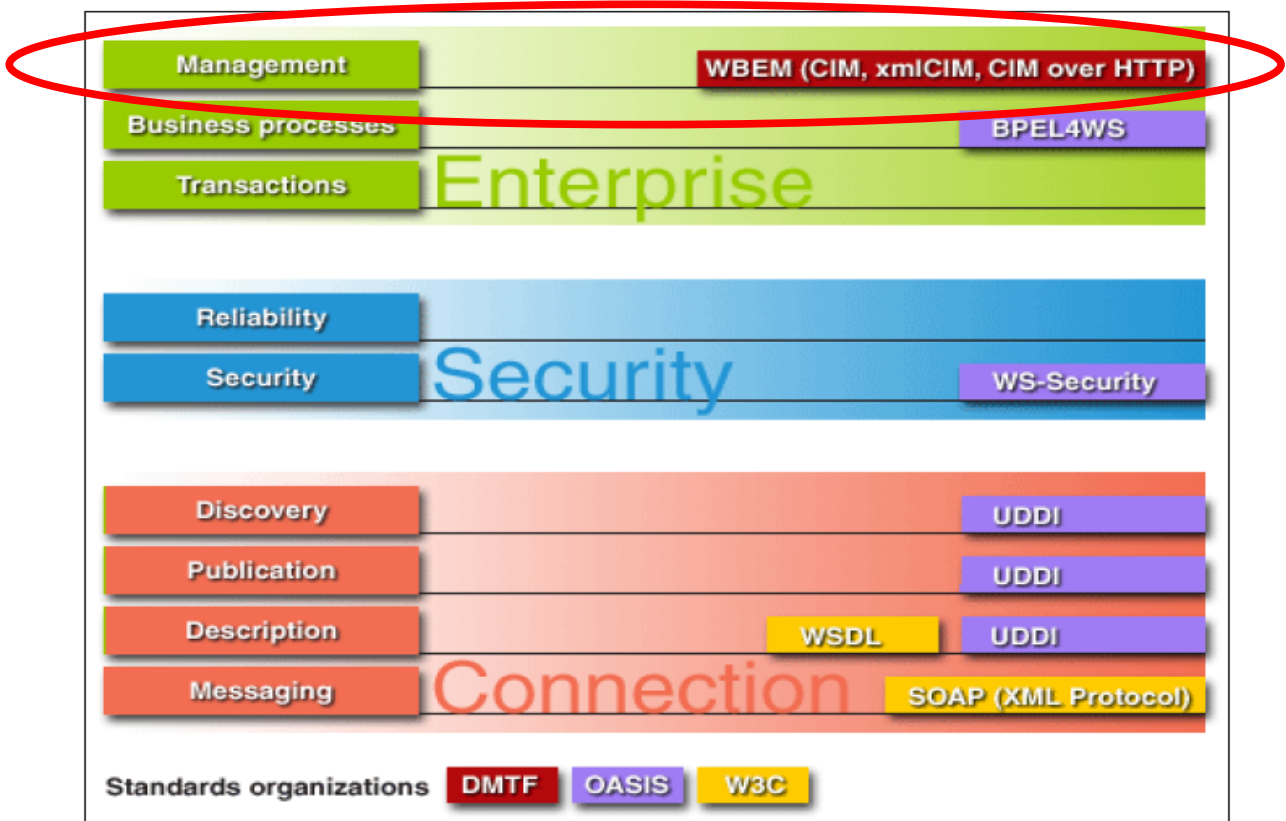 Management WBEM (CIM, xmlCIM, CIM over HTTP)
Business processes BPEL4WS
Transactions
Enterprise
Reliability
Security WS-Security
Security
Discovery UDDI
Publication UDDI
Description WSDL UDDI
Messaging SOAP (XML Protocol)
Connection
Standards organizations DMTF OASIS W3C